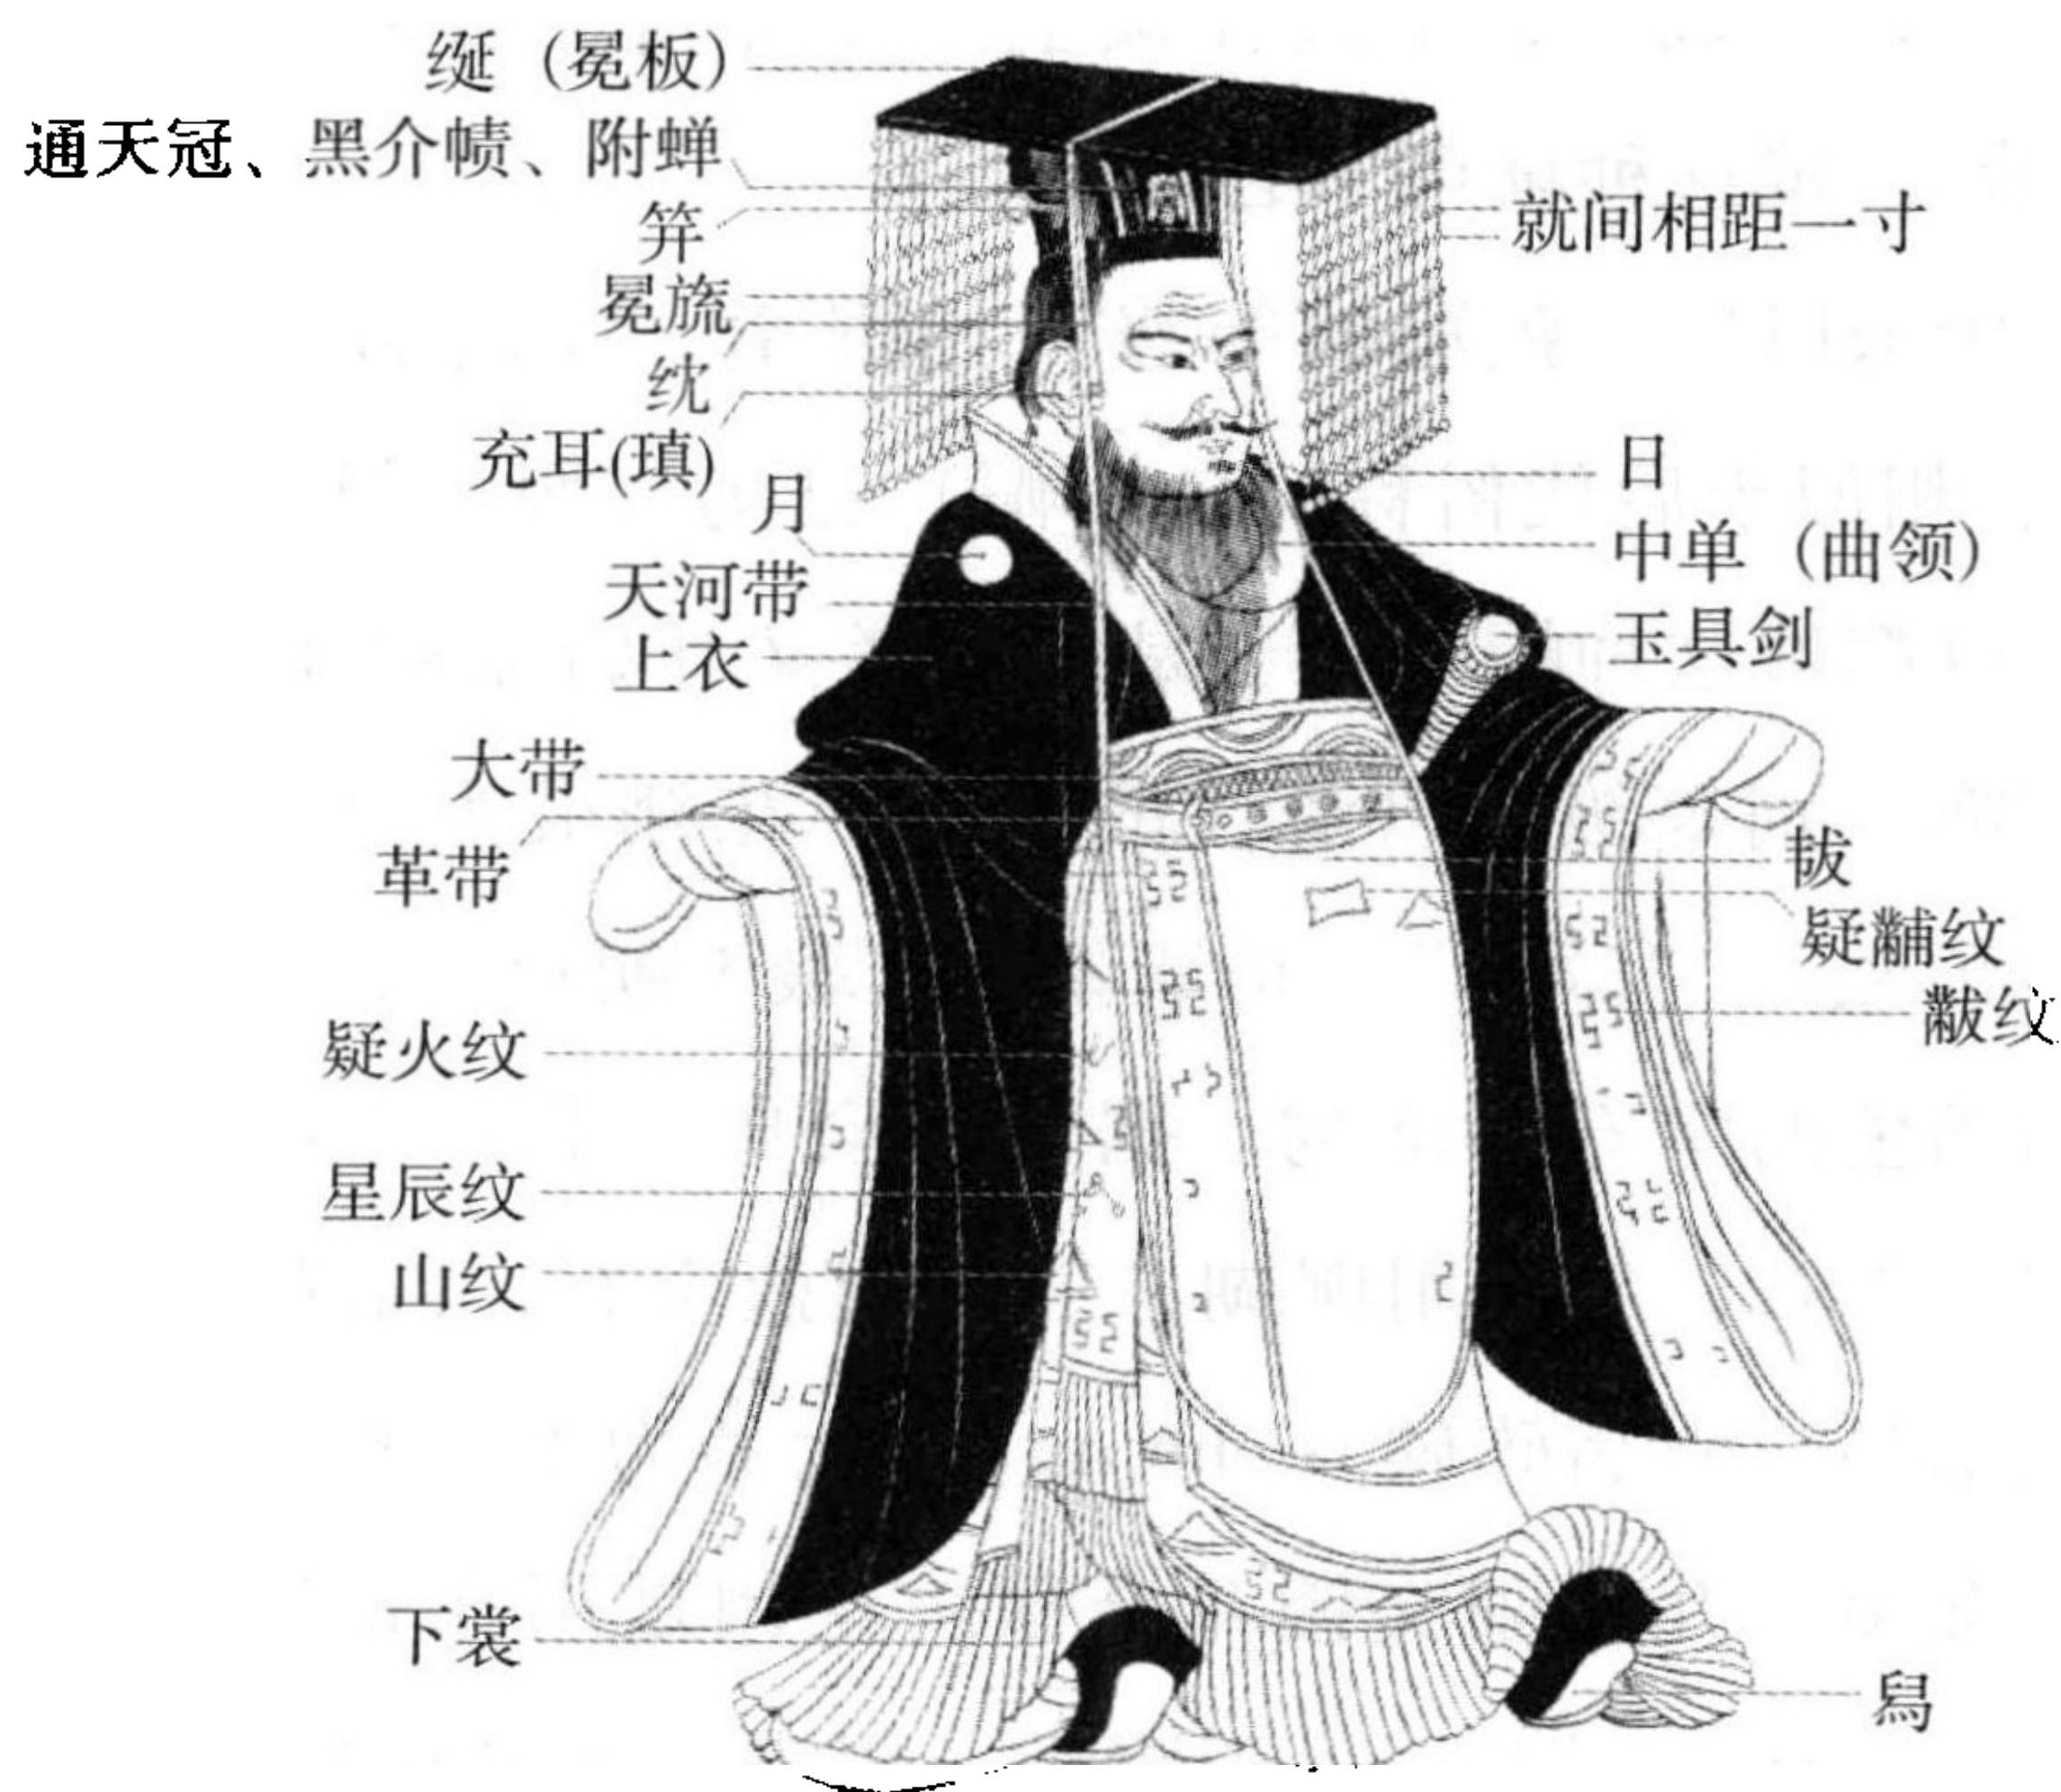 綖（冕板）
通天冠、黑介帻、附蝉
笄
冕旒
纮
充耳(瑱)
月
天河带
上衣
大带
革带
疑火纹
星辰纹
山纹
下裳
就间相距一寸
日
中单（曲领）
玉具剑
韨
疑黼纹
黻纹
舄